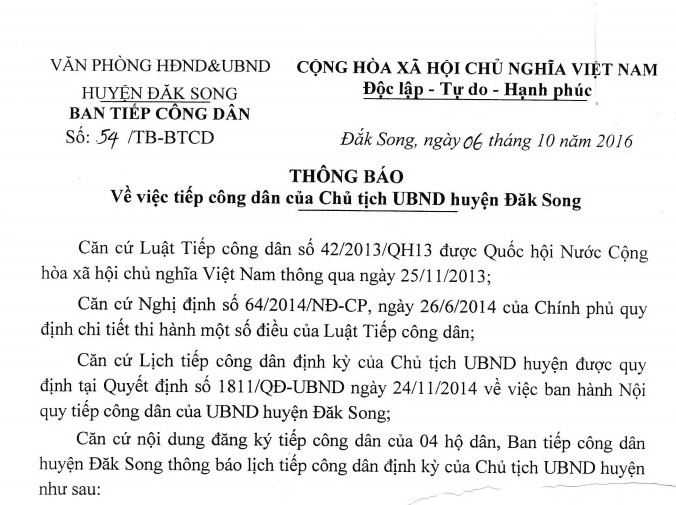 VĂN PHÒNG HĐND&UBND
HUYỆN ĐĂK SONG
BAN TIẾP CÔNG DÂN
Số: 54 /TB-BTCD
CỘNG HÒA XÃ HỘI CHỦ NGHĨA VIỆT NAM
Độc lập - Tự do - Hạnh phúc
Đắk Song, ngày 06 tháng 10 năm 2016
THÔNG BÁO
Về việc tiếp công dân của Chủ tịch UBND huyện Đăk Song
Căn cứ Luật Tiếp công dân số 42/2013/QH13 được Quốc hội Nước Cộng
hòa xã hội chủ nghĩa Việt Nam thông qua ngày 25/11/2013;
Căn cứ Nghị định số 64/2014/NĐ-CP, ngày 26/6/2014 của Chính phủ quy
định chi tiết thi hành một số điều của Luật Tiếp công dân;
Căn cứ Lịch tiếp công dân định kỳ của Chủ tịch UBND huyện được quy
định tại Quyết định số 1811/QĐ-UBND ngày 24/11/2014 về việc ban hành Nội
quy tiếp công dân của UBND huyện Đăk Song;
Căn cứ nội dung đăng ký tiếp công dân của 04 hộ dân, Ban tiếp công dân
huyện Đăk Song thông báo lịch tiếp công dân định kỳ của Chủ tịch UBND huyện
như sau: